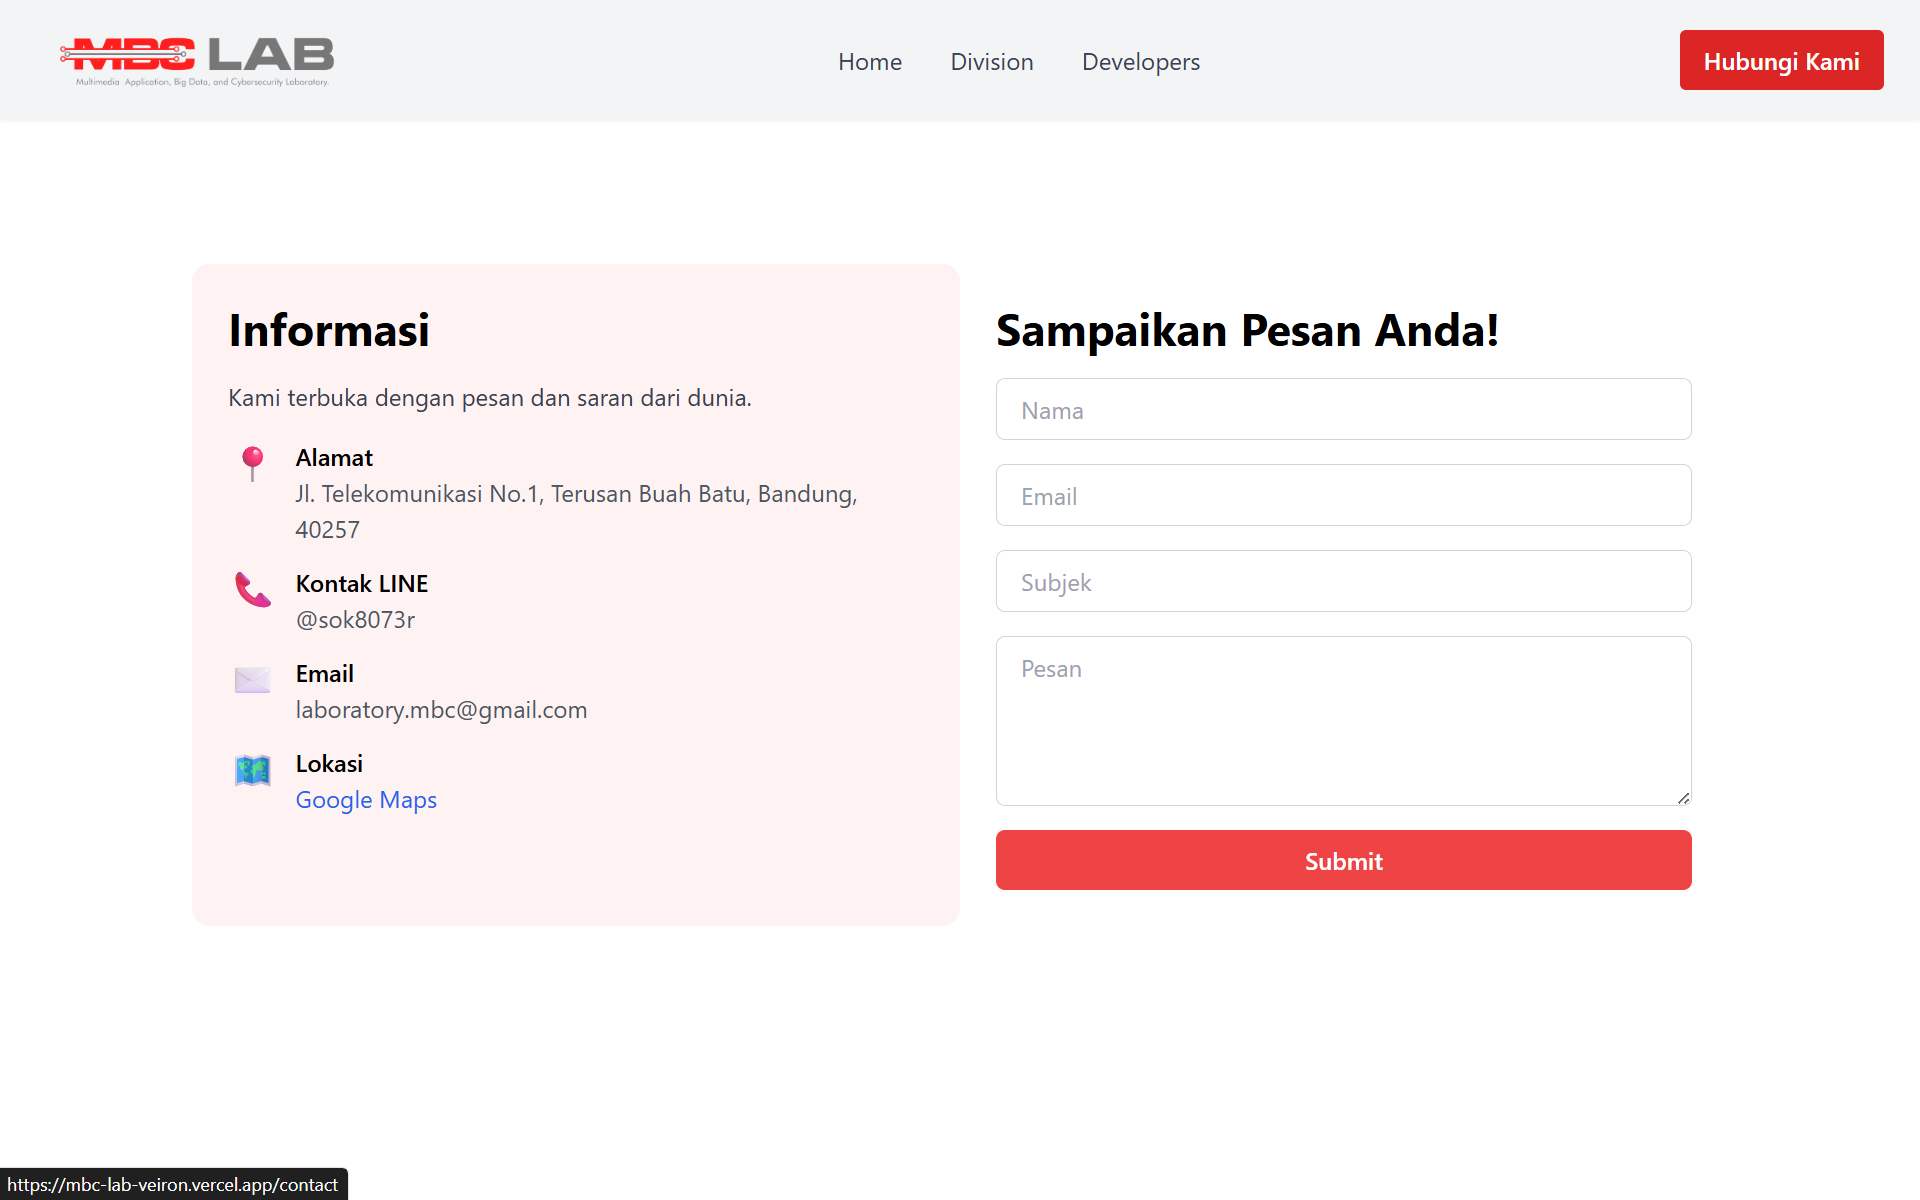 MBC LAB
Multimedia Application, Big Data, and Cybersecurity Laboratory.
Home
Division
Developers
Hubungi Kami
Informasi
Kami terbuka dengan pesan dan saran dari dunia.
Alamat
Jl. Telekomunikasi No.1, Terusan Buah Batu, Bandung,
40257
Kontak LINE
@sok8073r
Email
laboratory.mbc@gmail.com
Lokasi
Google Maps
Sampaikan Pesan Anda!
Nama
Email
Subjek
Pesan
Submit
https://mbc-lab-veiron.vercel.app/contact